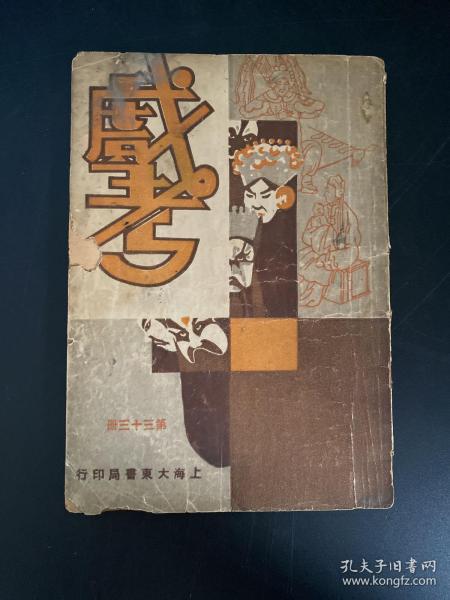 戲考
第三十三冊
上海大東書局印行
孔夫子旧书网
www.kongfz.com